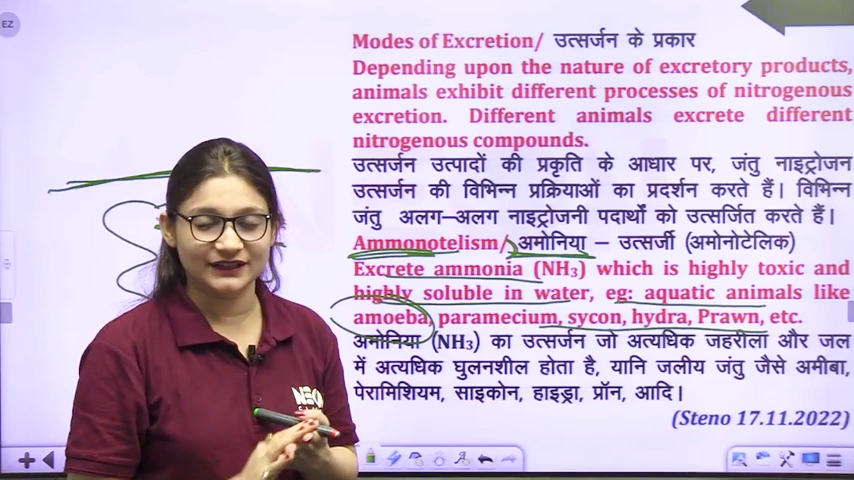 EZ
Modes of Excretion/ उत्सर्जन के प्रकार
Depending upon the nature of excretory products,
animals exhibit different processes of nitrogenous
excretion. Different animals excrete different
nitrogenous compounds.
उत्सर्जन उत्पादों की प्रकृति के आधार पर, जंतु नाइट्रोजन
उत्सर्जन की विभिन्न प्रक्रियाओं का प्रदर्शन करते हैं। विभिन्न
जंतु अलग–अलग नाइट्रोजनी पदार्थों को उत्सर्जित करते हैं।
Ammonotelism/ अमोनिया – उत्सर्जी (अमोनोटेलिक)
Excrete ammonia (NH₃) which is highly toxic and
highly soluble in water, eg: aquatic animals like
amoeba, paramecium, sycon, hydra, Prawn, etc.
अमोनिया (NH₃) का उत्सर्जन जो अत्यधिक जहरीला और जल
में अत्यधिक घुलनशील होता है, यानि जलीय जंतु जैसे अमीबा,
पेरामिशियम, साइकोन, हाइड्रा, प्रॉन, आदि।
(Steno 17.11.2022)